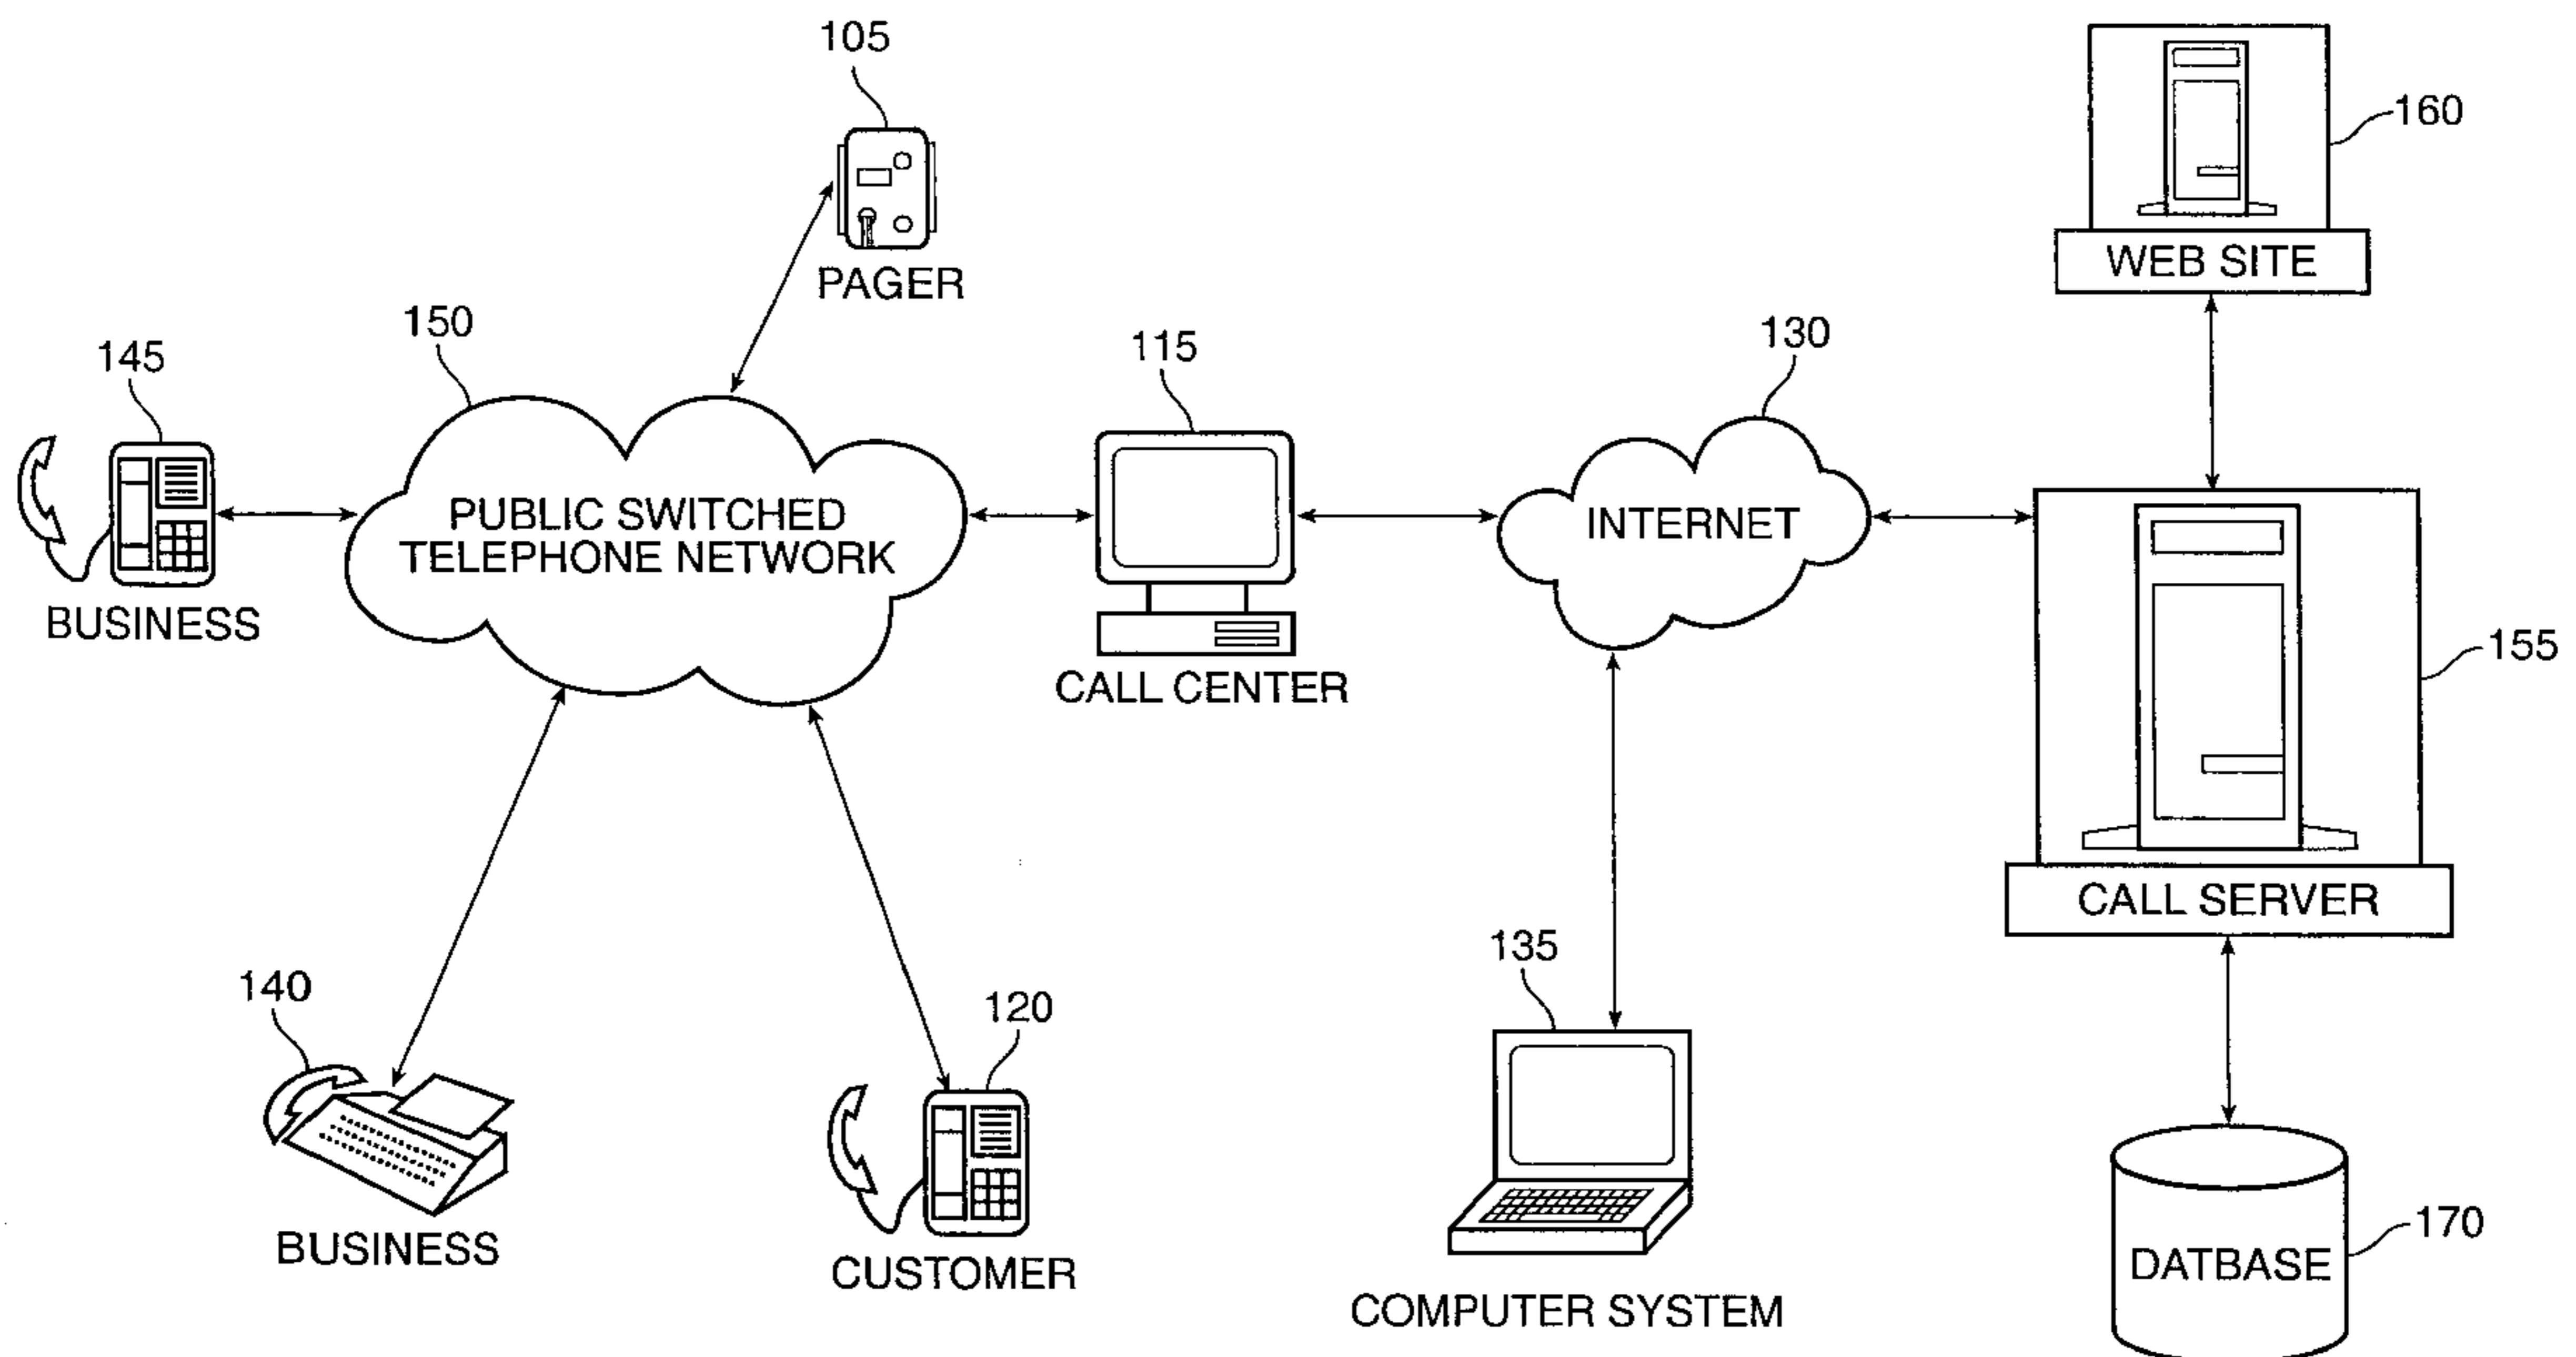 105
160
PAGER
WEB SITE
150
130
145
115
PUBLIC SWITCHED
TELEPHONE NETWORK
INTERNET
BUSINESS
155
CALL CENTER
CALL SERVER
135
140
120
170
DATBASE
BUSINESS
CUSTOMER
COMPUTER SYSTEM